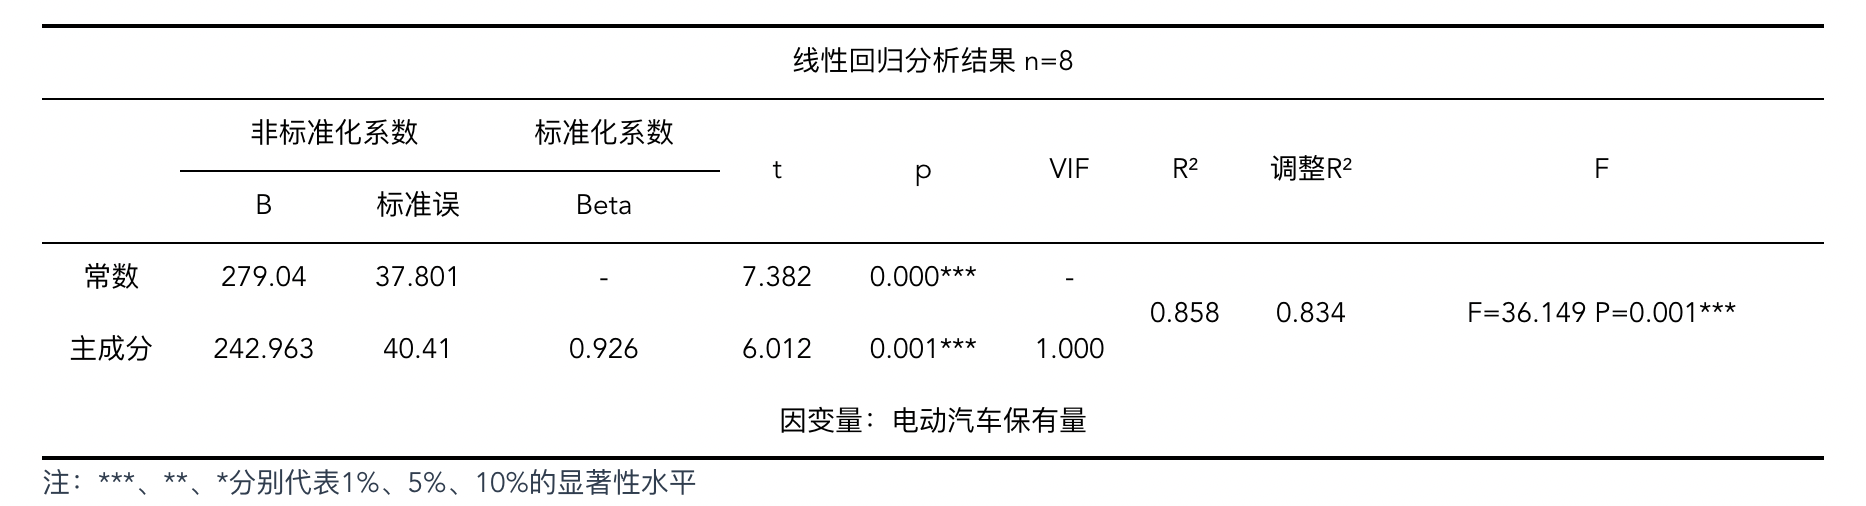 线性回归分析结果 n=8
非标准化系数 标准化系数 t p VIF R² 调整R² F
B 标准误 Beta
常数 279.04 37.801 - 7.382 0.000*** - 0.858 0.834 F=36.149 P=0.001***
主成分 242.963 40.41 0.926 6.012 0.001*** 1.000
因变量：电动汽车保有量
注：***、**、*分别代表1%、5%、10%的显著性水平